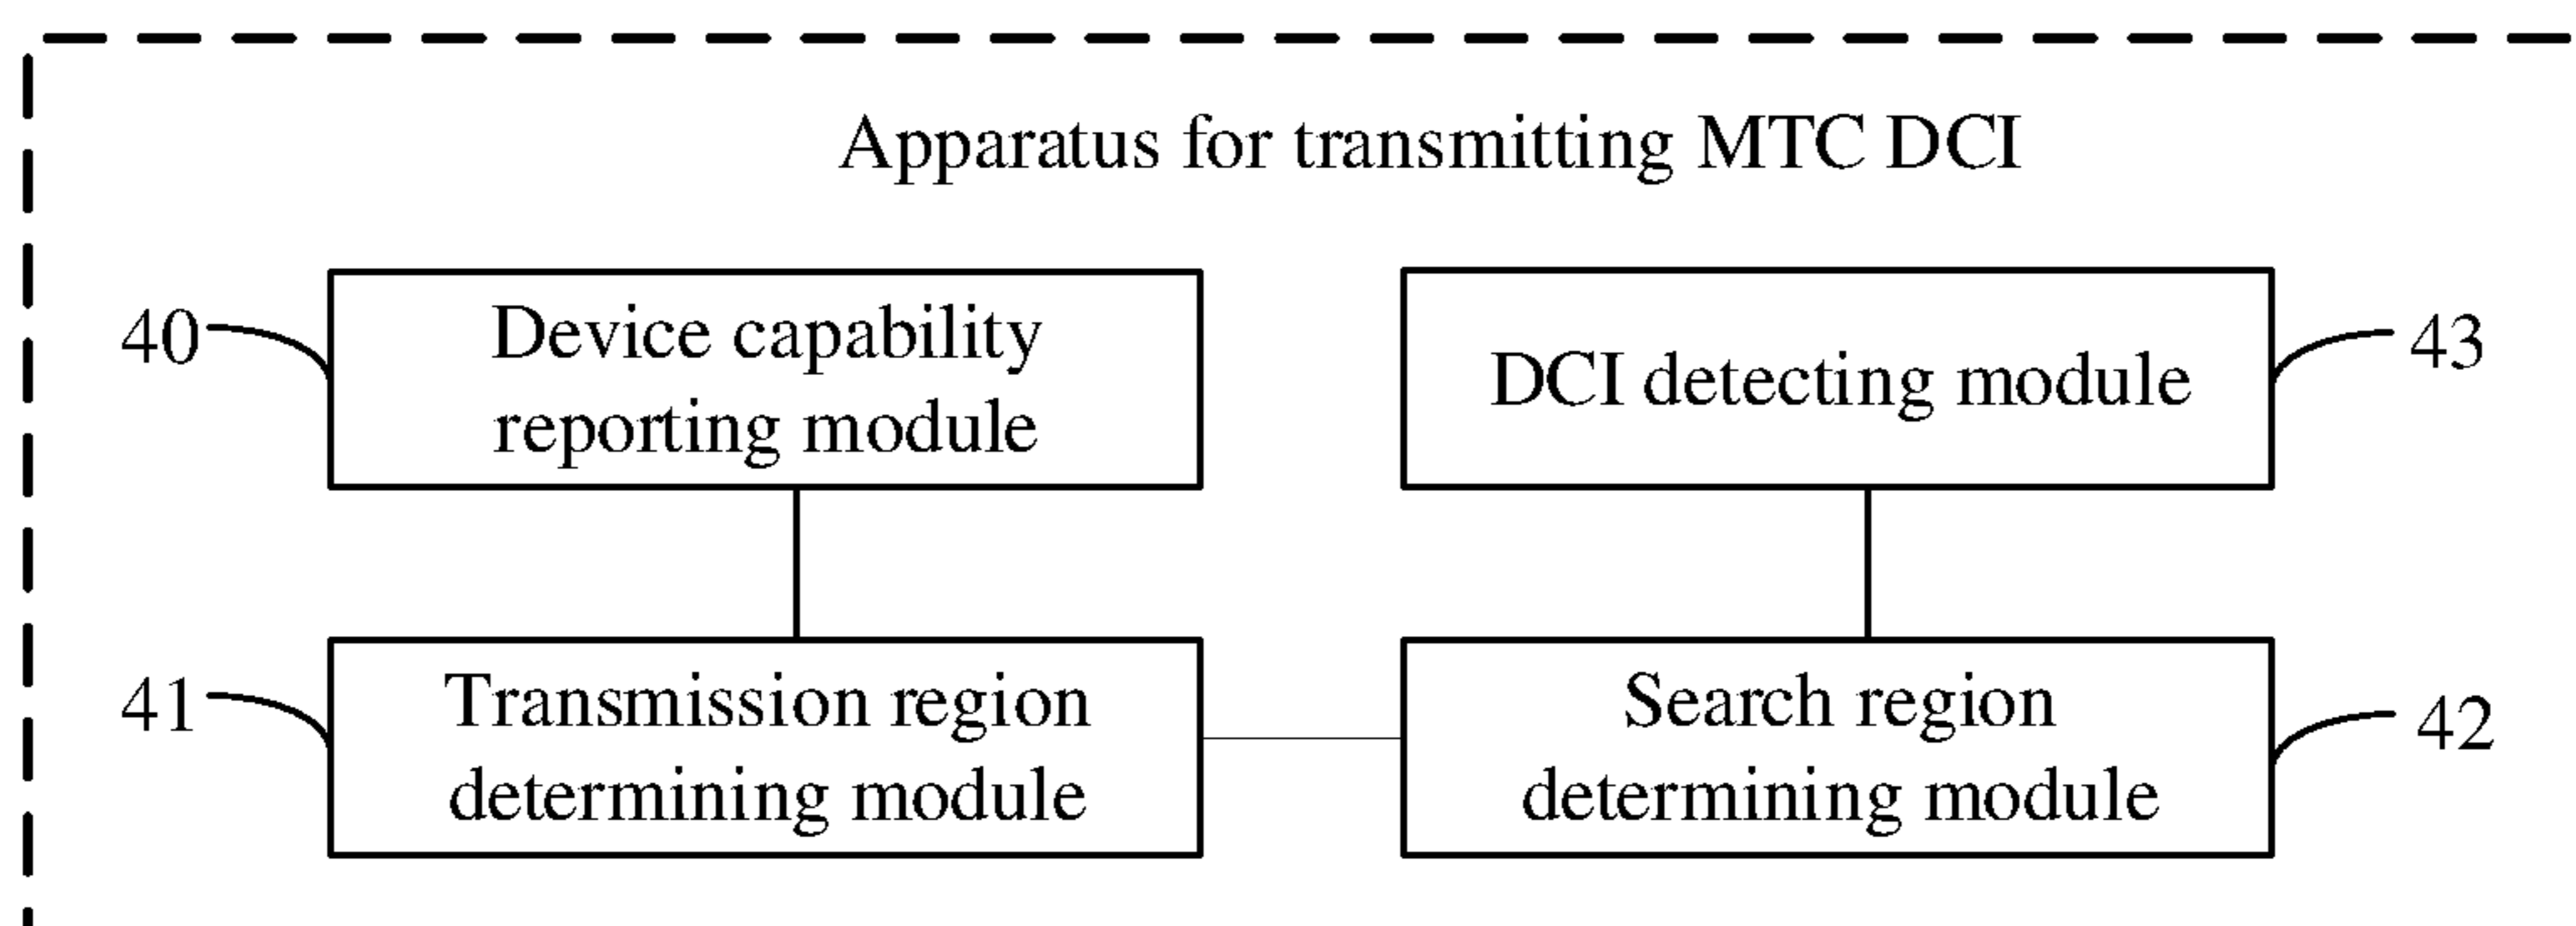 Apparatus for transmitting MTC DCI
40
Device capability
reporting module
DCI detecting module
43
41
Transmission region
determining module
Search region
determining module
42